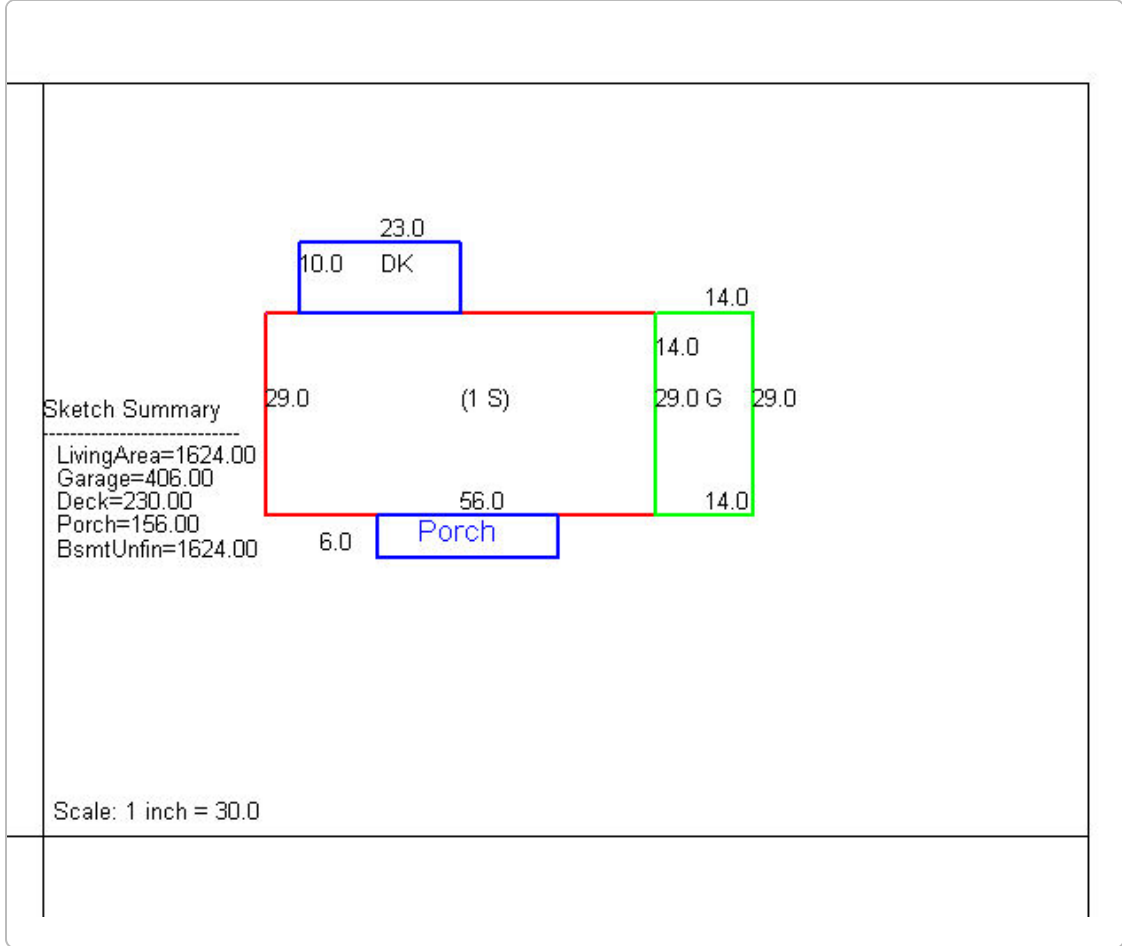 23.0
10.0 DK
14.0
14.0
29.0 (1 S) 29.0 G 29.0
Sketch Summary
----------------------------
LivingArea=1624.00
Garage=406.00
Deck=230.00
Porch=156.00
BsmtUnfin=1624.00
56.0 14.0
Porch
6.0
Scale: 1 inch = 30.0